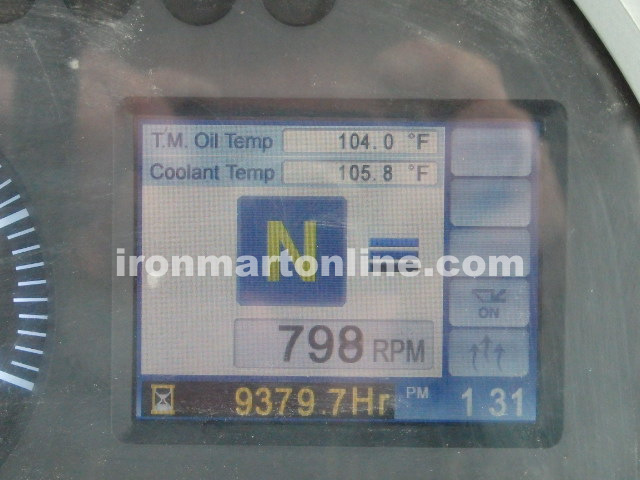 T.M. Oil Temp 104.0 °F
Coolant Temp 105.8 °F
N
ironmartonline.com
ON
798 RPM
9379.7Hr PM 1 31